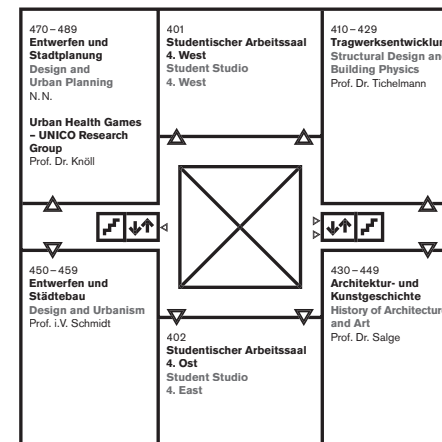 470–489
Entwerfen und
Stadtplanung
Design and
Urban Planning
N.N.
Urban Health Games
– UNICO Research
Group
Prof. Dr. Knöll
401
Studentischer Arbeitssaal
4. West
Student Studio
4. West
410–429
Tragwerksentwicklun
Structural Design and
Building Physics
Prof. Dr. Tichelmann
450–459
Entwerfen und
Städtebau
Design and Urbanism
Prof. i.V. Schmidt
402
Studentischer Arbeitssaal
4. Ost
Student Studio
4. East
430–449
Architektur- und
Kunstgeschichte
History of Architecture
and Art
Prof. Dr. Salge